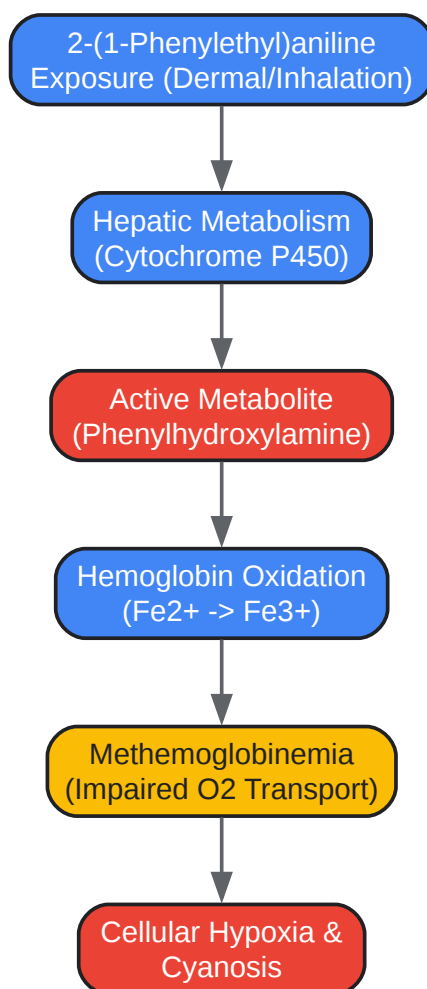 2-(1-Phenylethyl)aniline
Exposure (Dermal/Inhalation)
Hepatic Metabolism
(Cytochrome P450)
Active Metabolite
(Phenylhydroxylamine)
Hemoglobin Oxidation
(Fe2+ -> Fe3+)
Methemoglobinemia
(Impaired O2 Transport)
Cellular Hypoxia &
Cyanosis